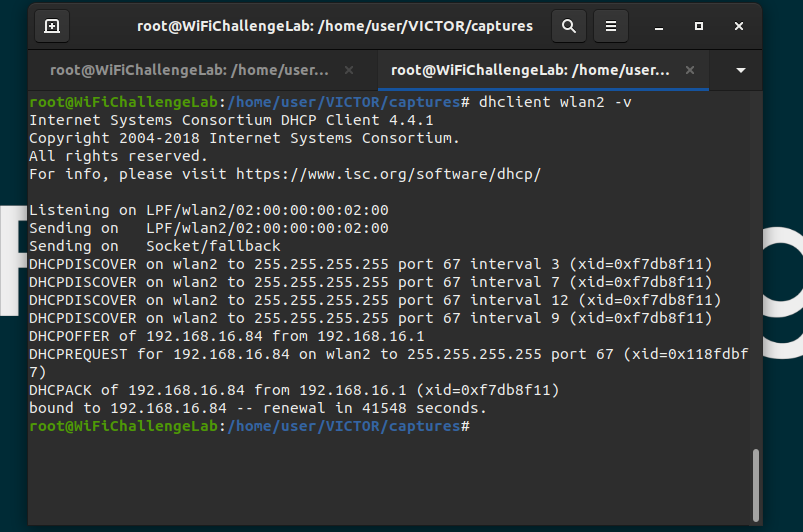 root@WiFiChallengeLab: /home/user/VICTOR/captures
root@WiFiChallengeLab: /home/user...
root@WiFiChallengeLab: /home/user...
root@WiFiChallengeLab:/home/user/VICTOR/captures# dhclient wlan2 -v
Internet Systems Consortium DHCP Client 4.4.1
Copyright 2004-2018 Internet Systems Consortium.
All rights reserved.
For info, please visit https://www.isc.org/software/dhcp/
Listening on LPF/wlan2/02:00:00:00:02:00
Sending on   LPF/wlan2/02:00:00:00:02:00
Sending on   Socket/fallback
DHCPDISCOVER on wlan2 to 255.255.255.255 port 67 interval 3 (xid=0xf7db8f11)
DHCPDISCOVER on wlan2 to 255.255.255.255 port 67 interval 7 (xid=0xf7db8f11)
DHCPDISCOVER on wlan2 to 255.255.255.255 port 67 interval 12 (xid=0xf7db8f11)
DHCPDISCOVER on wlan2 to 255.255.255.255 port 67 interval 9 (xid=0xf7db8f11)
DHCPOFFER of 192.168.16.84 from 192.168.16.1
DHCPREQUEST for 192.168.16.84 on wlan2 to 255.255.255.255 port 67 (xid=0x118fdbf
7)
DHCPACK of 192.168.16.84 from 192.168.16.1 (xid=0xf7db8f11)
bound to 192.168.16.84 -- renewal in 41548 seconds.
root@WiFiChallengeLab:/home/user/VICTOR/captures#